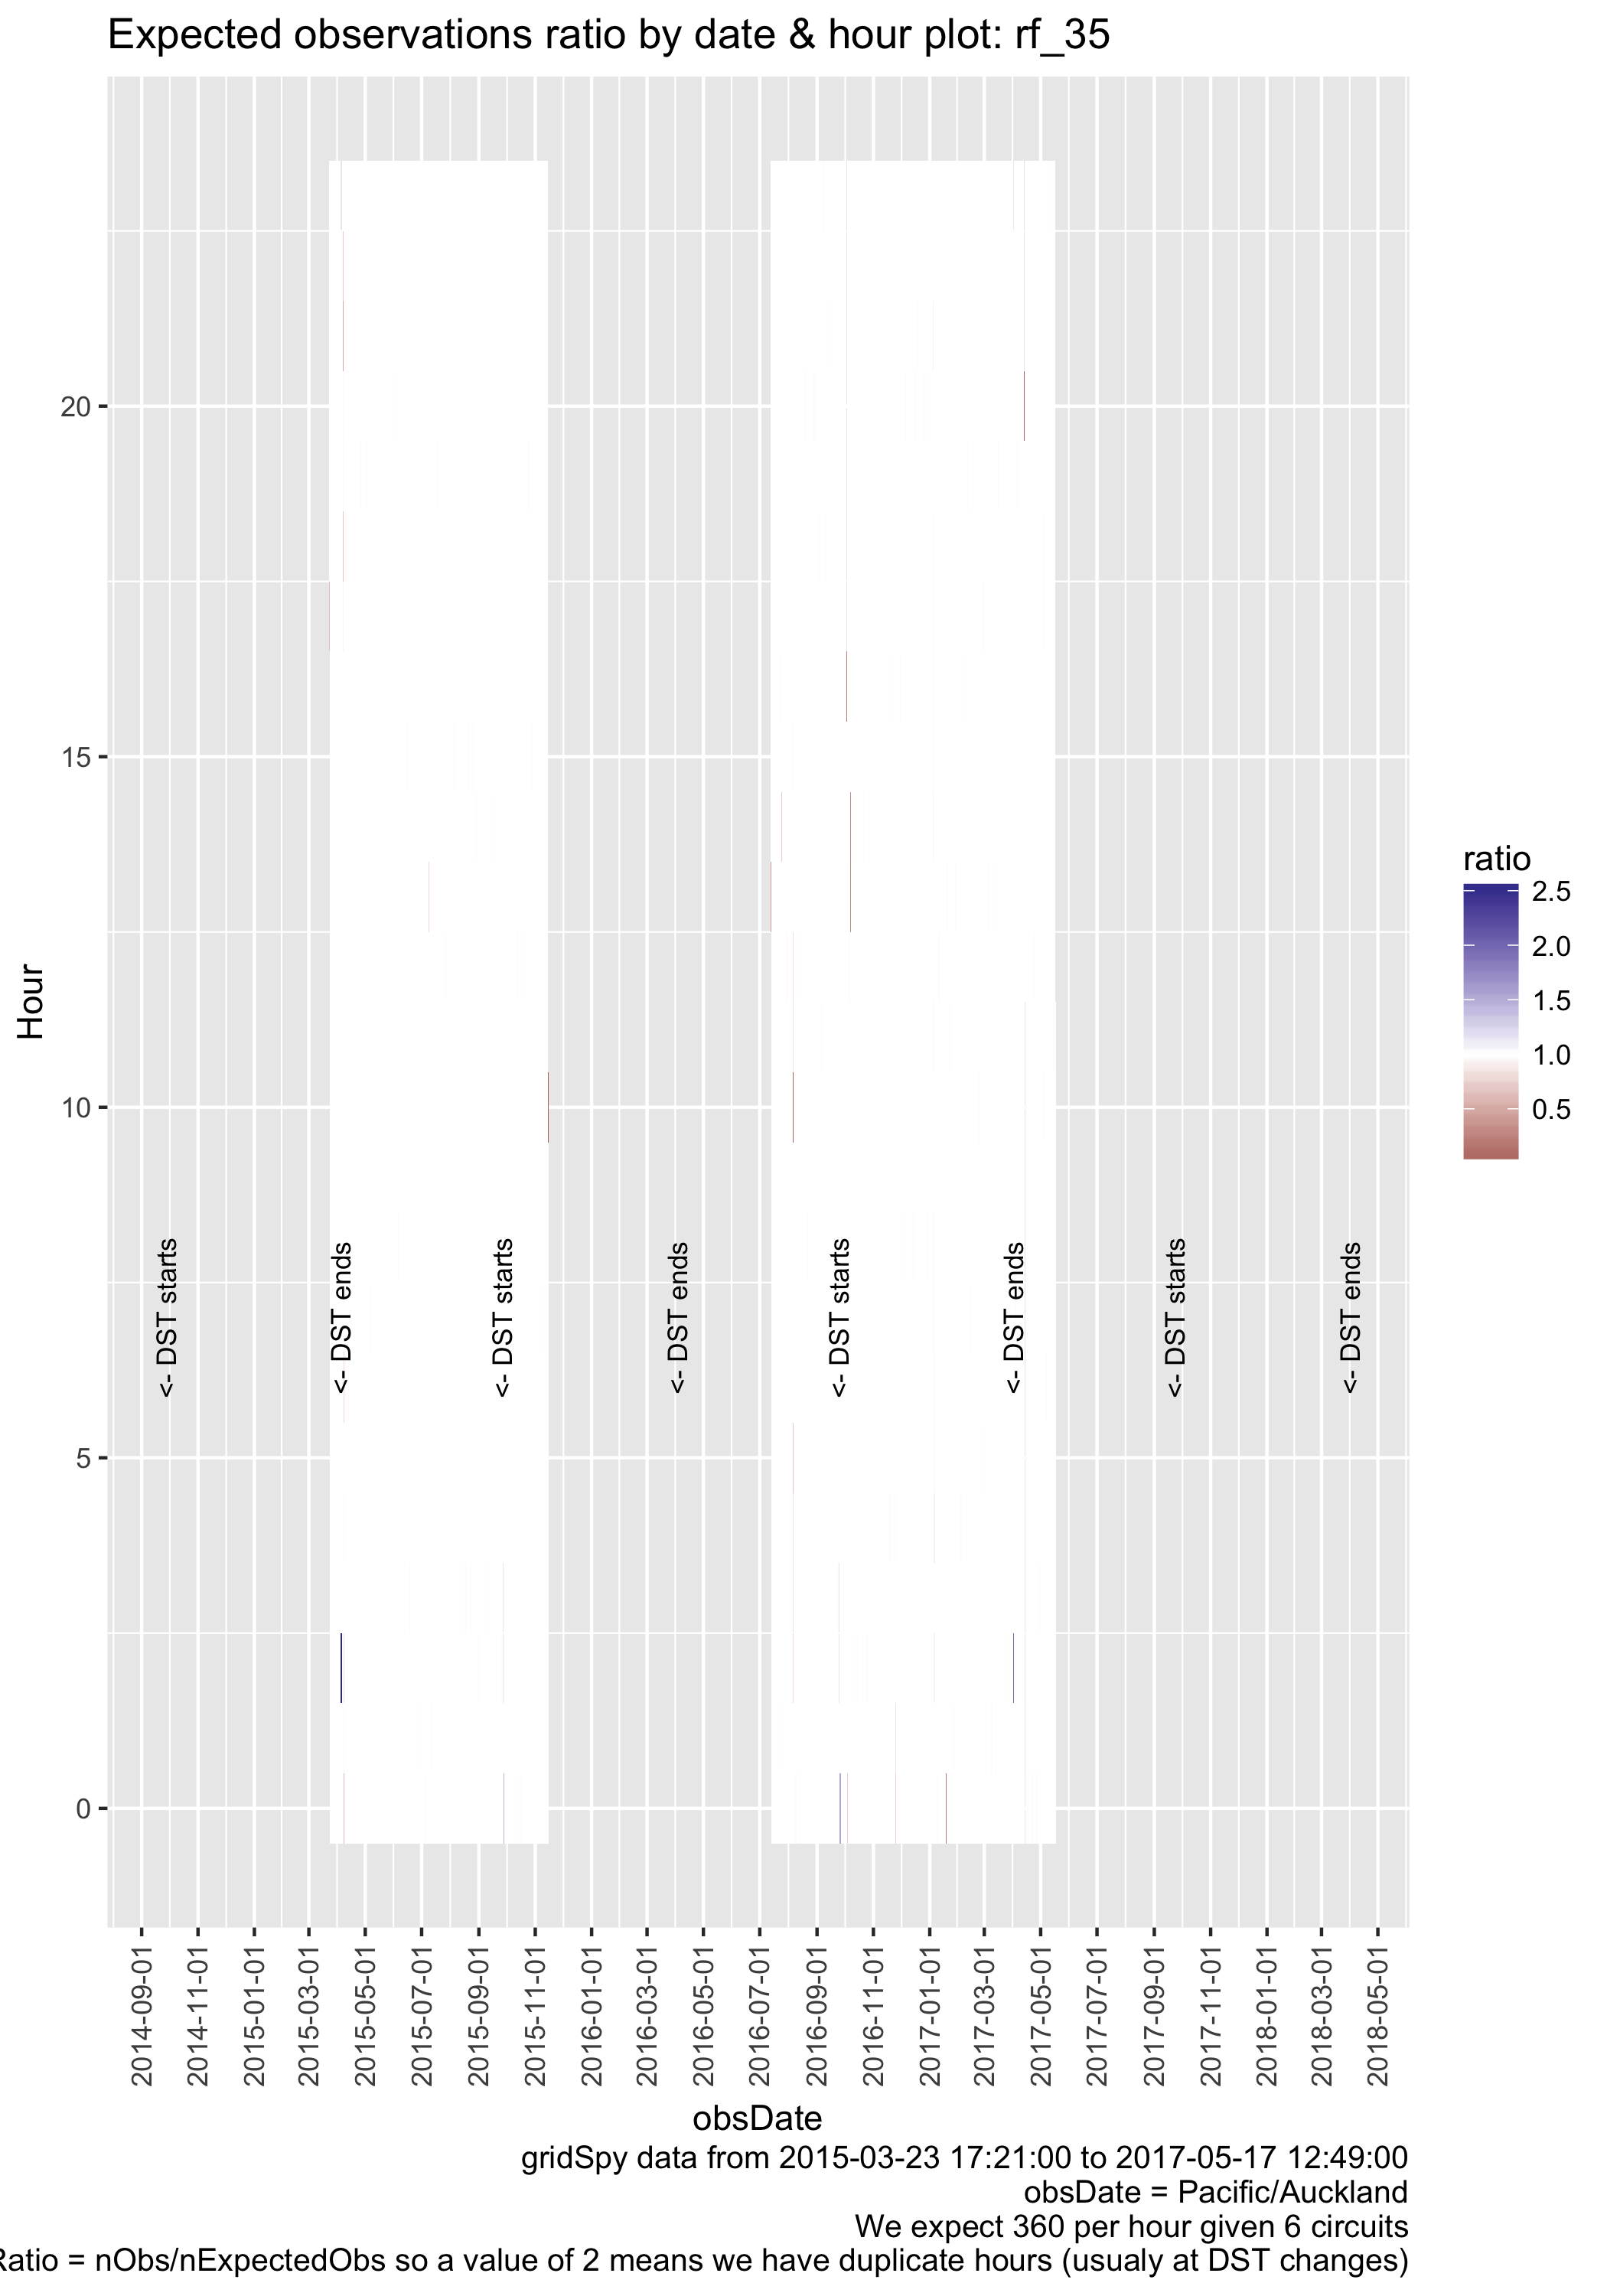 Expected observations ratio by date & hour plot: rf_35
20
15
10
5
0
Hour
<- DST starts
<- DST ends
<- DST starts
<- DST ends
<- DST starts
<- DST ends
<- DST starts
<- DST ends
ratio
2.5
2.0
1.5
1.0
0.5
2014-09-01
2014-11-01
2015-01-01
2015-03-01
2015-05-01
2015-07-01
2015-09-01
2015-11-01
2016-01-01
2016-03-01
2016-05-01
2016-07-01
2016-09-01
2016-11-01
2017-01-01
2017-03-01
2017-05-01
2017-07-01
2017-09-01
2017-11-01
2018-01-01
2018-03-01
2018-05-01
obsDate
gridSpy data from 2015-03-23 17:21:00 to 2017-05-17 12:49:00
obsDate = Pacific/Auckland
We expect 360 per hour given 6 circuits
Ratio = nObs/nExpectedObs so a value of 2 means we have duplicate hours (usualy at DST changes)